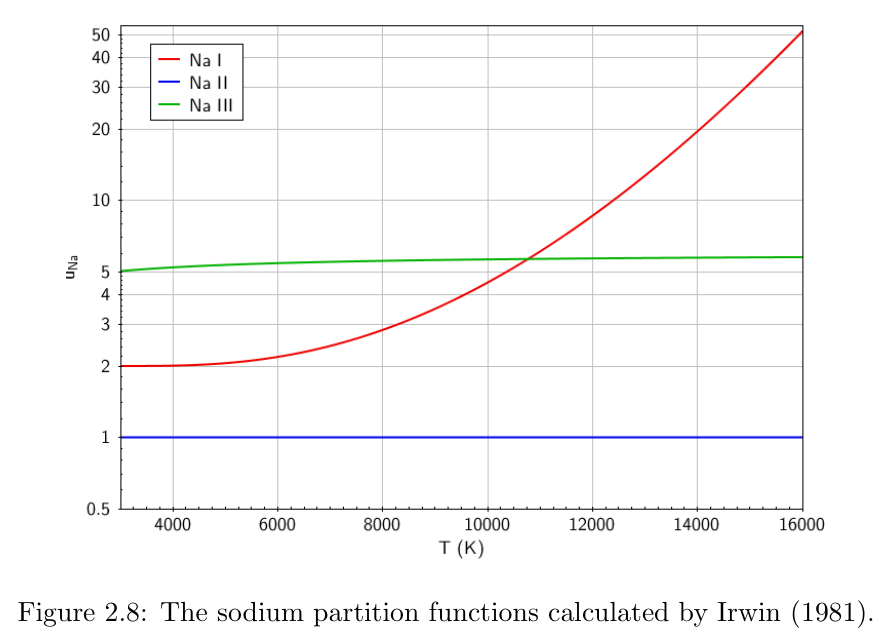 50
40
30
20
10
5
4
3
2
1
0.5
Na I
Na II
Na III
uNa
4000 6000 8000 10000 12000 14000 16000
T (K)
Figure 2.8: The sodium partition functions calculated by Irwin (1981).